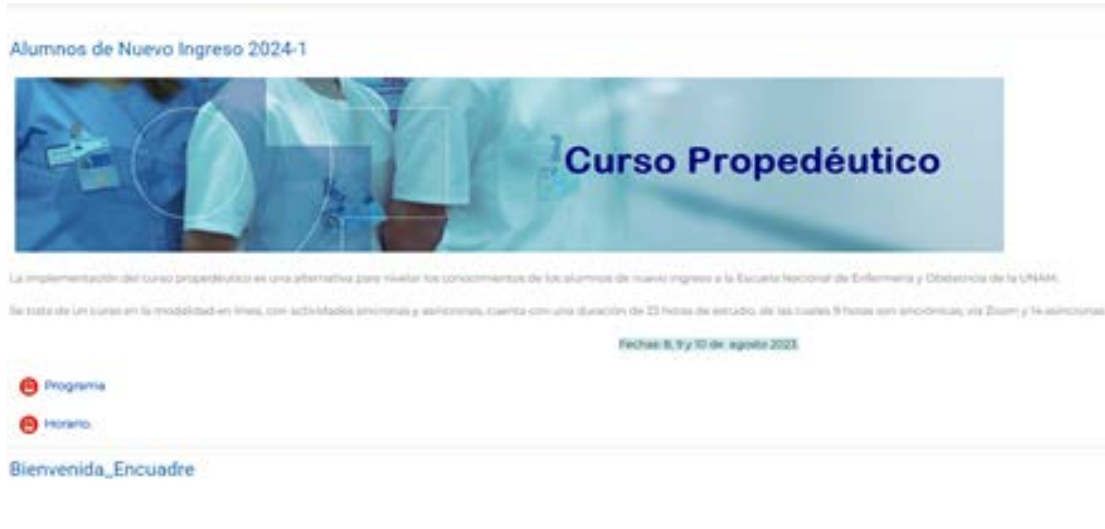 Alumnos de Nuevo Ingreso 2024-1
Curso Propedéutico
La implementación del curso propedéutico es una alternativa para nivelar los conocimientos de los alumnos de nuevo ingreso a la Escuela Nacional de Enfermería y Obstetricia de la UNAM.
Se trata de un curso en la modalidad en línea, con actividades síncronas y asíncronas, cuenta con una duración de 23 horas de estudio, de las cuales 9 horas son sincrónicas, vía Zoom y 14 asíncronas
Fechas: 8, 9 y 10 de agosto 2023.
Programa
Horario.
Bienvenida_Encuadre